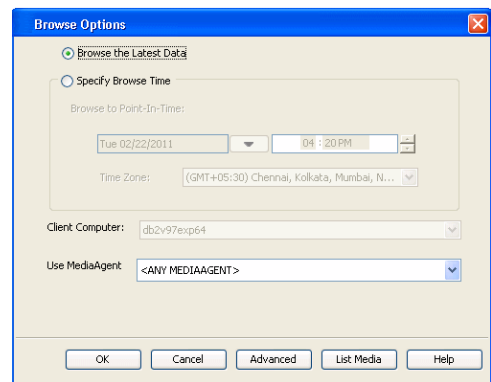 Browse Options
Browse the Latest Data
Specify Browse Time
Browse to Point-In-Time:
Tue 02/22/2011 04 : 20 PM
Time Zone: (GMT+05:30) Chennai, Kolkata, Mumbai, N...
Client Computer: db2v97exp64
Use MediaAgent <ANY MEDIAAGENT>
OK Cancel Advanced List Media Help